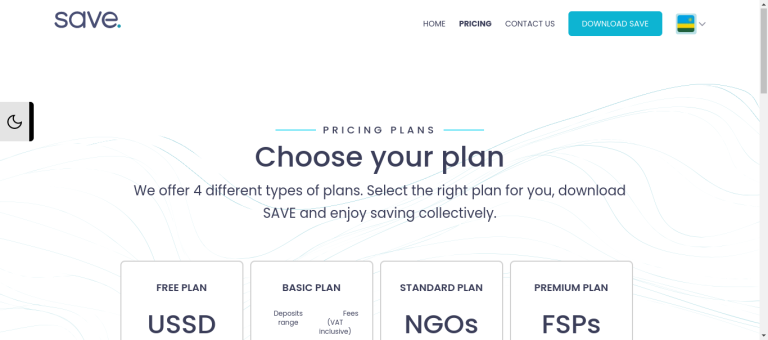 save.
HOME PRICING CONTACT US DOWNLOAD SAVE
PRICING PLANS
Choose your plan
We offer 4 different types of plans. Select the right plan for you, download
SAVE and enjoy saving collectively.
FREE PLAN
USSD
BASIC PLAN
Deposits range
Fees (VAT inclusive)
STANDARD PLAN
NGOs
PREMIUM PLAN
FSPs